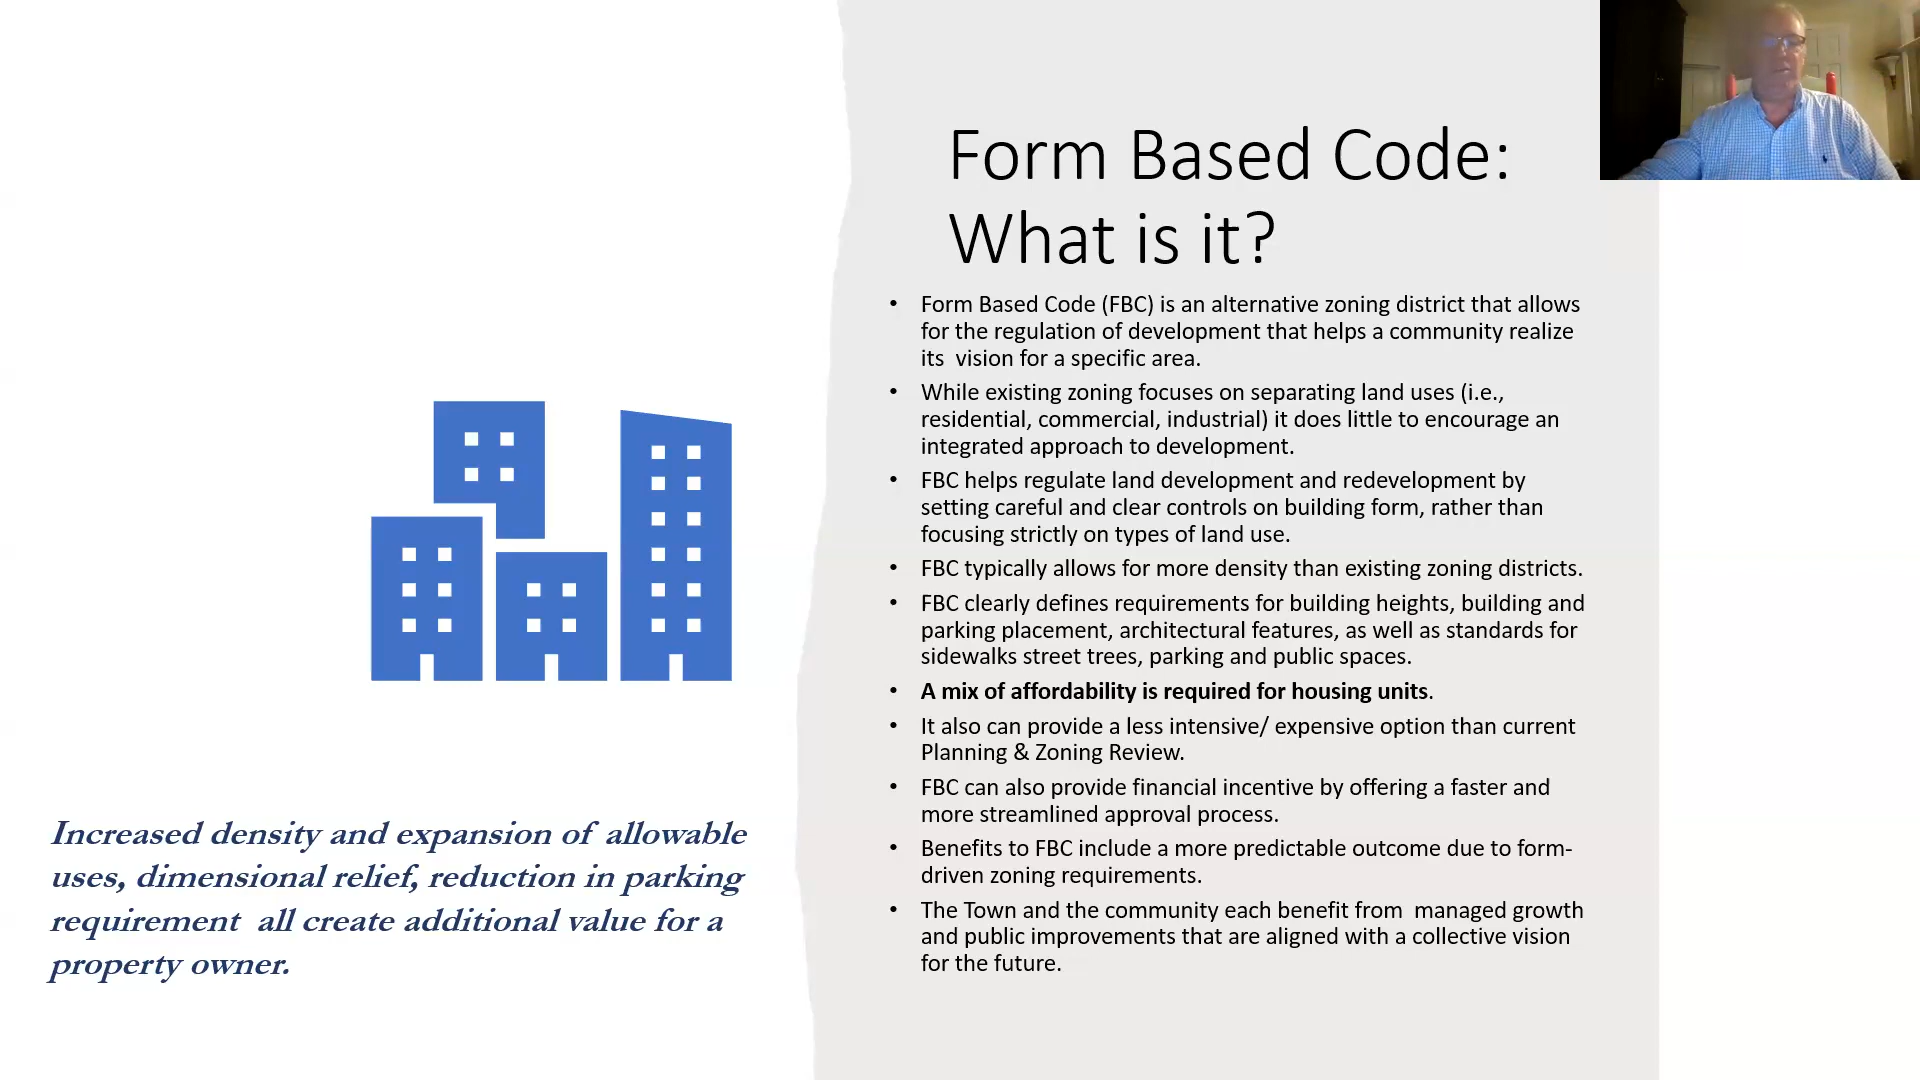 Form Based Code:
What is it?
• Form Based Code (FBC) is an alternative zoning district that allows
for the regulation of development that helps a community realize
its  vision for a specific area.
• While existing zoning focuses on separating land uses (i.e.,
residential, commercial, industrial) it does little to encourage an
integrated approach to development.
• FBC helps regulate land development and redevelopment by
setting careful and clear controls on building form, rather than
focusing strictly on types of land use.
• FBC typically allows for more density than existing zoning districts.
• FBC clearly defines requirements for building heights, building and
parking placement, architectural features, as well as standards for
sidewalks street trees, parking and public spaces.
• A mix of affordability is required for housing units.
• It also can provide a less intensive/ expensive option than current
Planning & Zoning Review.
• FBC can also provide financial incentive by offering a faster and
more streamlined approval process.
• Benefits to FBC include a more predictable outcome due to form-
driven zoning requirements.
• The Town and the community each benefit from  managed growth
and public improvements that are aligned with a collective vision
for the future.
Increased density and expansion of allowable
uses, dimensional relief, reduction in parking
requirement  all create additional value for a
property owner.